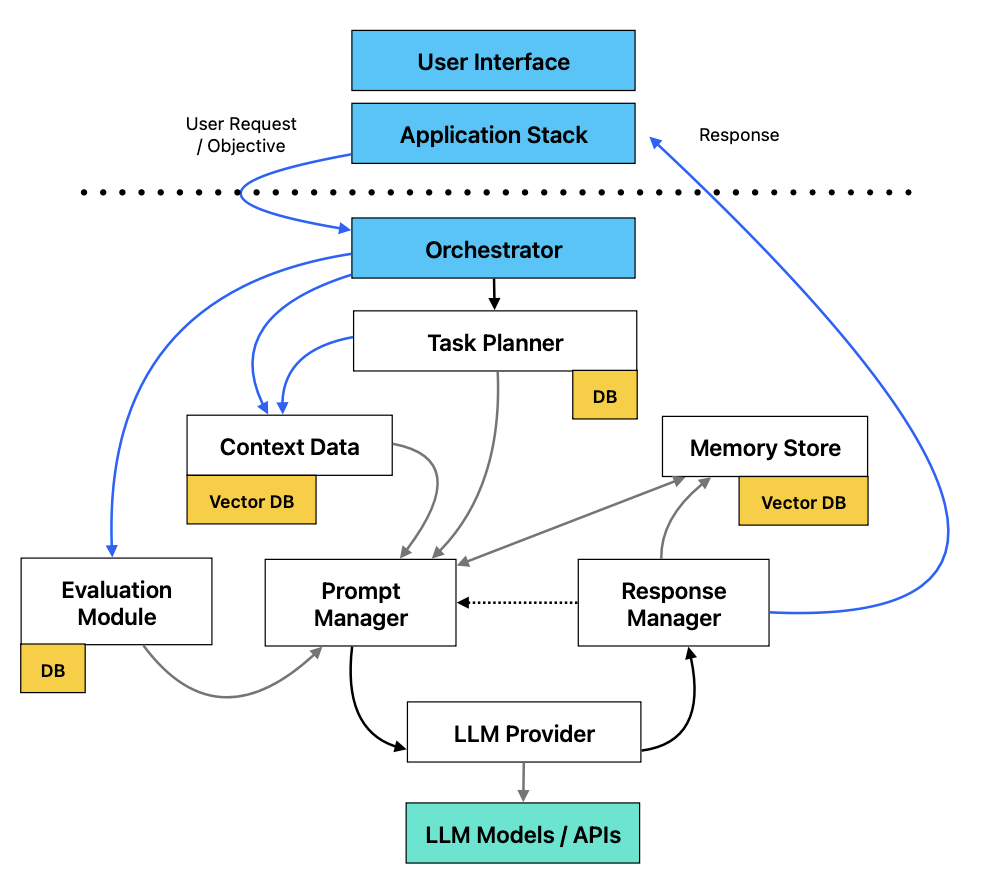 User Interface
User Request
/ Objective
Application Stack
Response
Orchestrator
Task Planner
DB
Context Data
Vector DB
Memory Store
Vector DB
Evaluation
Module
DB
Prompt
Manager
Response
Manager
LLM Provider
LLM Models / APIs